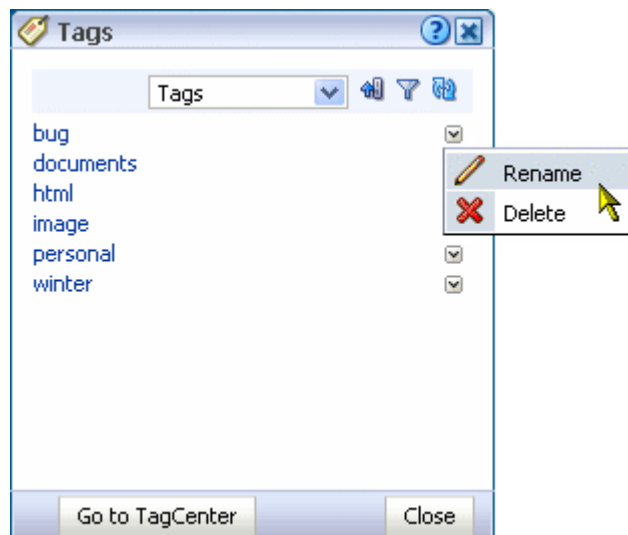 Tags
Tags
bug
documents
Rename
html
Delete
image
personal
winter
Go to TagCenter
Close